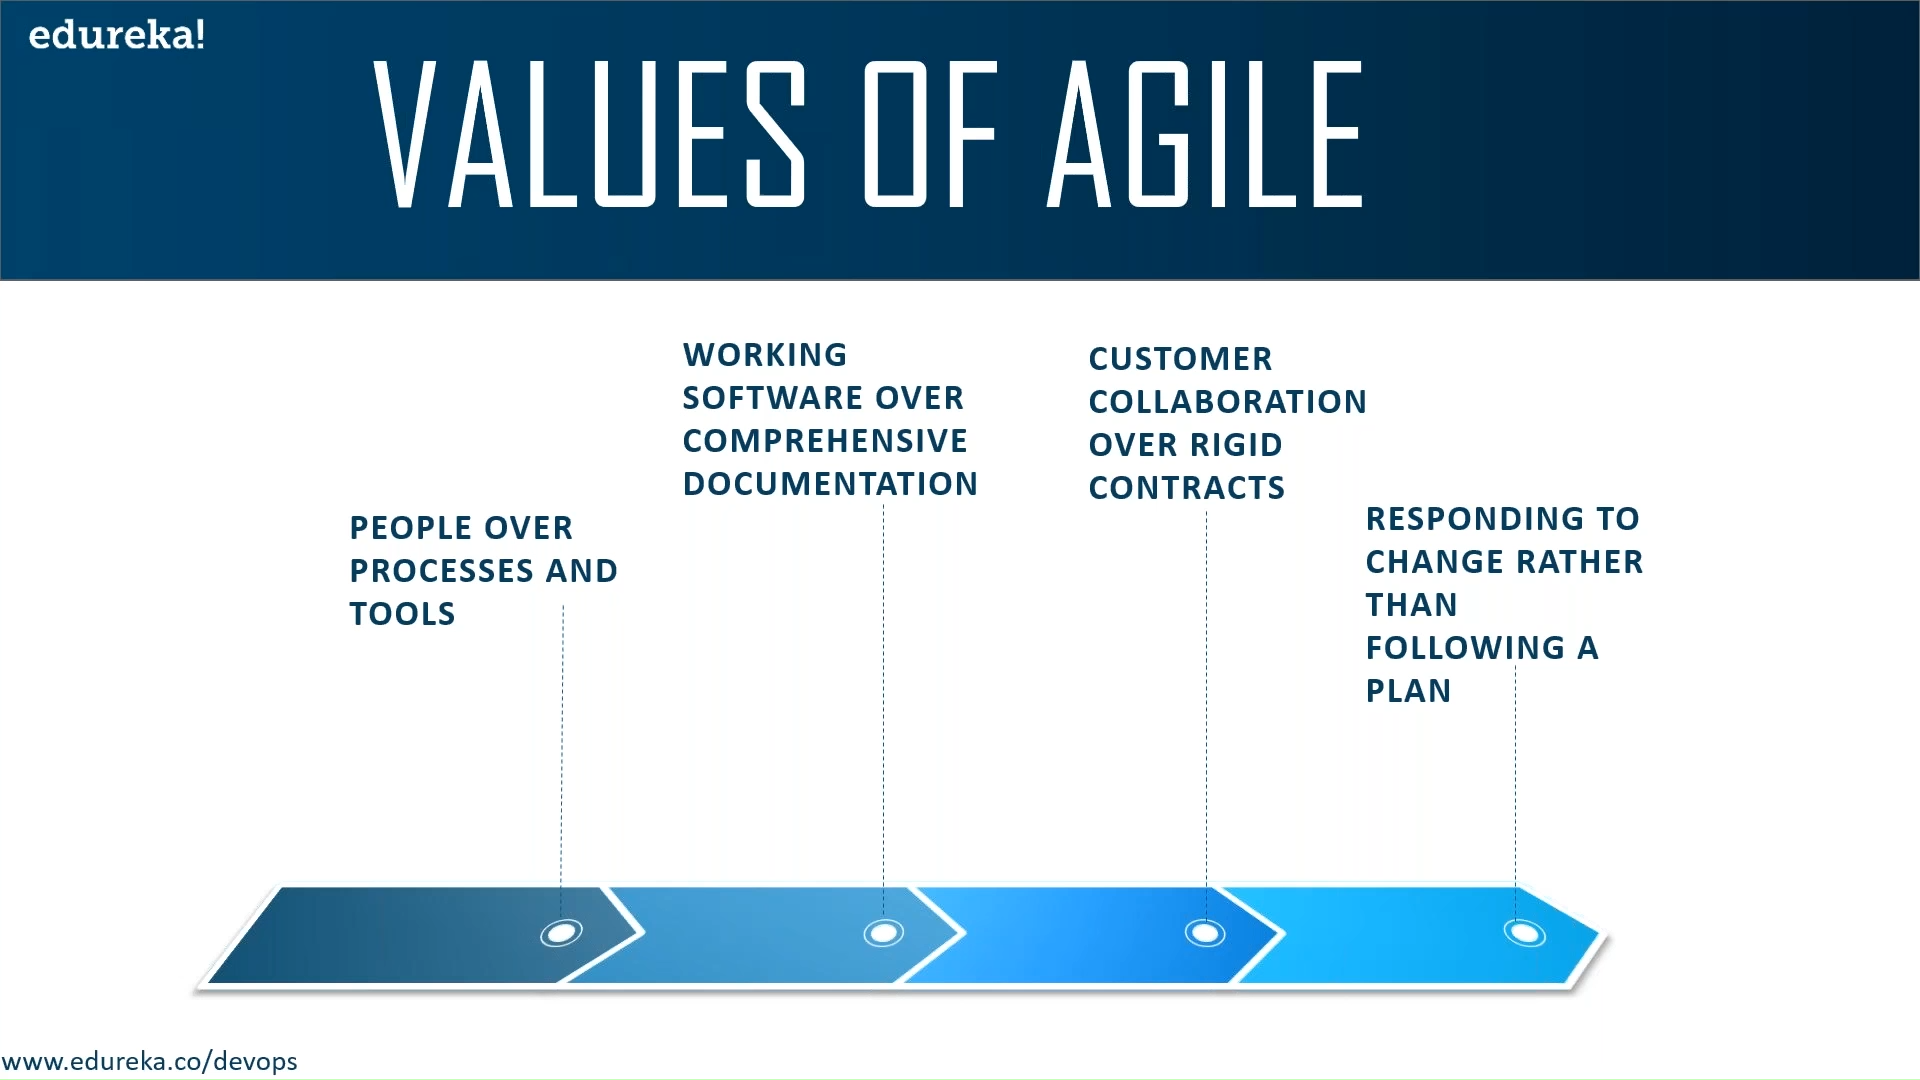 edureka!
VALUES OF AGILE
PEOPLE OVER
PROCESSES AND
TOOLS
WORKING
SOFTWARE OVER
COMPREHENSIVE
DOCUMENTATION
CUSTOMER
COLLABORATION
OVER RIGID
CONTRACTS
RESPONDING TO
CHANGE RATHER
THAN
FOLLOWING A
PLAN
www.edureka.co/devops